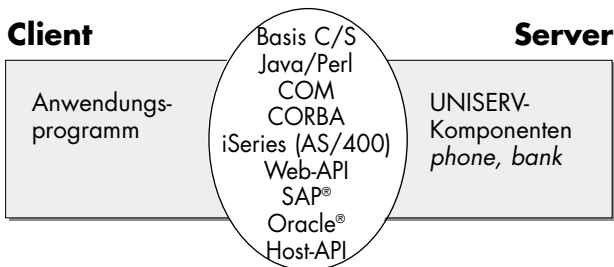 Client
Server
Anwendungs-
programm
Basis C/S
Java/Perl
COM
CORBA
iSeries (AS/400)
Web-API
SAP®
Oracle®
Host-API
UNISERV-
Komponenten
phone, bank